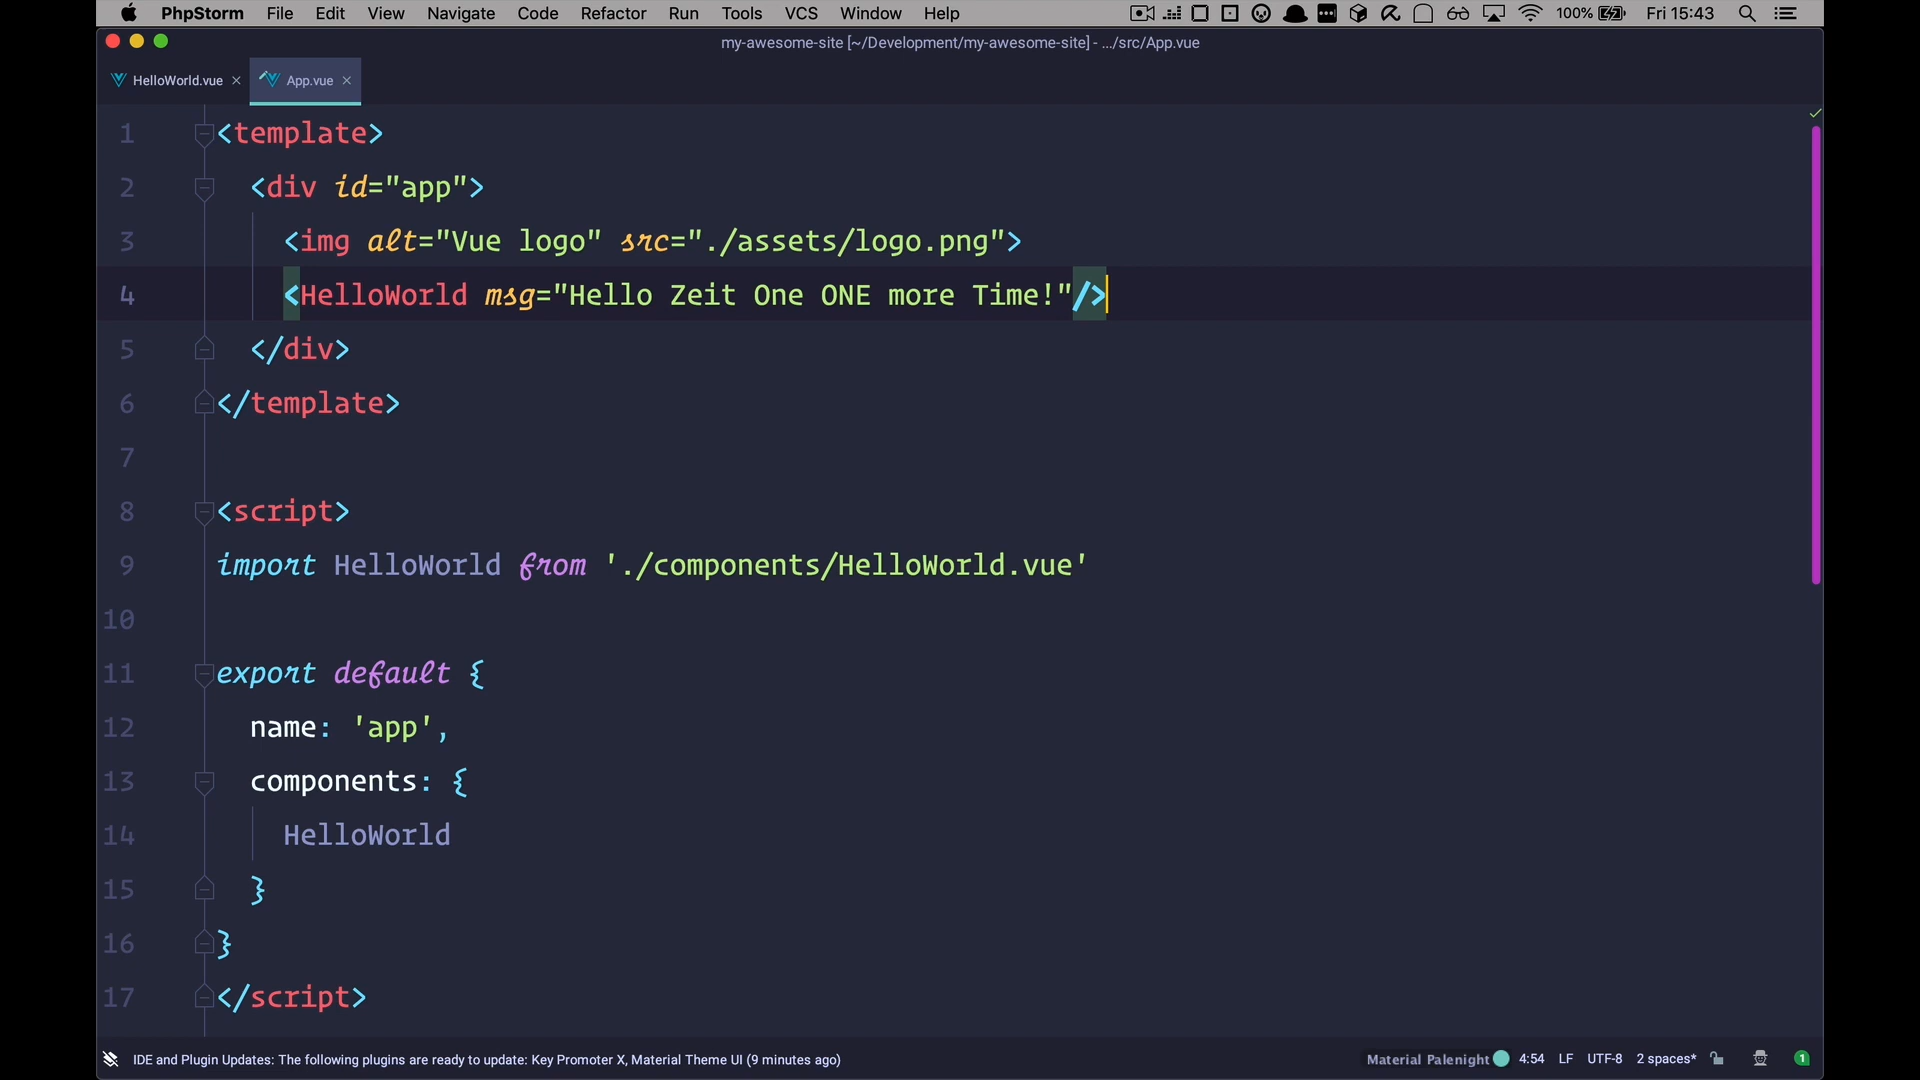 PhpStorm File Edit View Navigate Code Refactor Run Tools VCS Window Help 100% Fri 15:43
my-awesome-site [~/Development/my-awesome-site] - .../src/App.vue
HelloWorld.vue App.vue
1 <template>
2 <div id="app">
3 <img alt="Vue logo" src="./assets/logo.png">
4 <HelloWorld msg="Hello Zeit One ONE more Time!"/>
5 </div>
6 </template>
7
8 <script>
9 import HelloWorld from './components/HelloWorld.vue'
10
11 export default {
12 name: 'app',
13 components: {
14 HelloWorld
15 }
16 }
17 </script>
IDE and Plugin Updates: The following plugins are ready to update: Key Promoter X, Material Theme UI (9 minutes ago) Material Palenight 4:54 LF UTF-8 2 spaces* 1